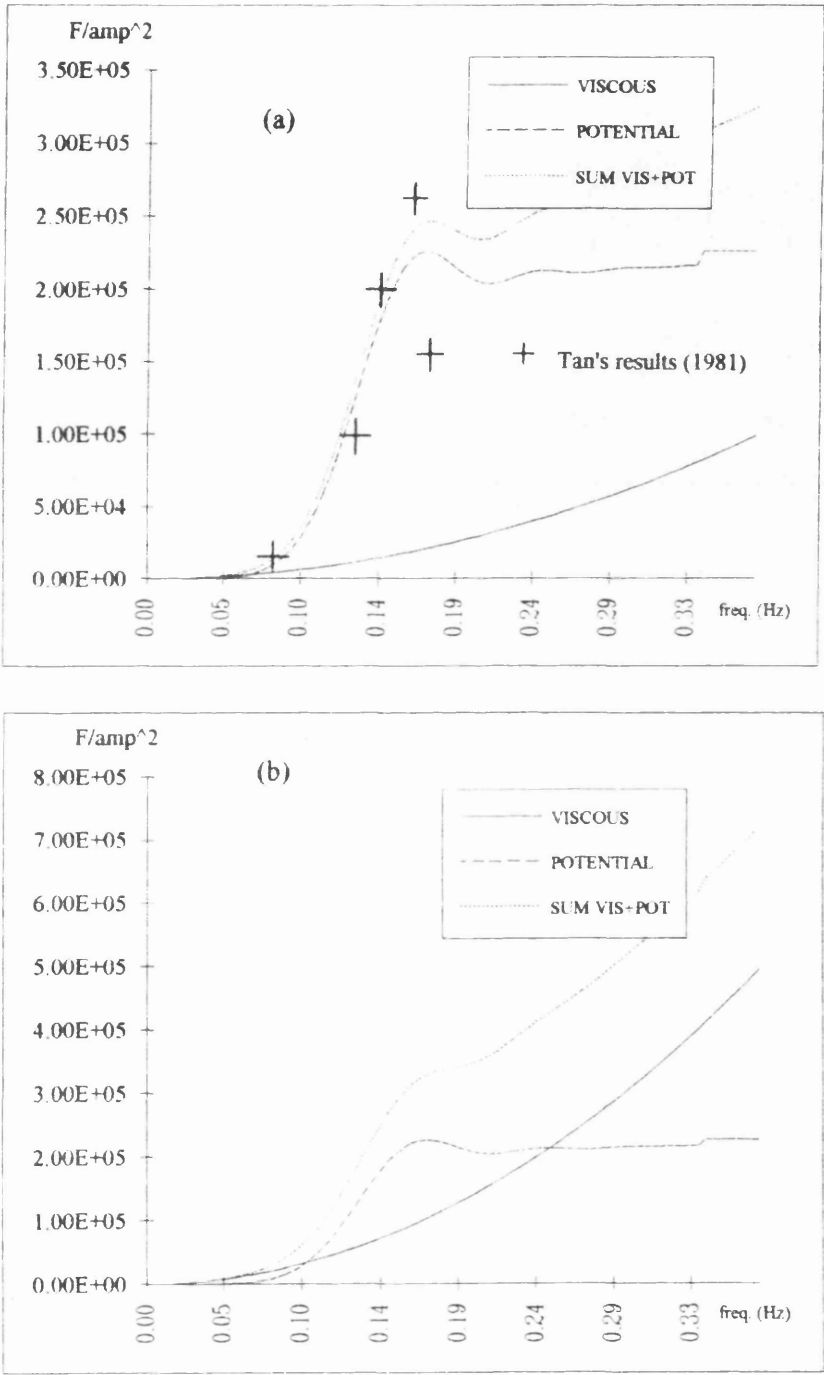 F/amp^2
3.50E+05
3.00E+05
2.50E+05
2.00E+05
1.50E+05
1.00E+05
5.00E+04
0.00E+00
(a)
VISCOUS
POTENTIAL
SUM VIS+POT
Tan's results (1981)
0.00
0.05
0.10
0.14
0.19
0.24
0.29
0.33
freq. (Hz)
F/amp^2
8.00E+05
7.00E+05
6.00E+05
5.00E+05
4.00E+05
3.00E+05
2.00E+05
1.00E+05
0.00E+00
(b)
VISCOUS
POTENTIAL
SUM VIS+POT
0.00
0.05
0.10
0.14
0.19
0.24
0.29
0.33
freq. (Hz)